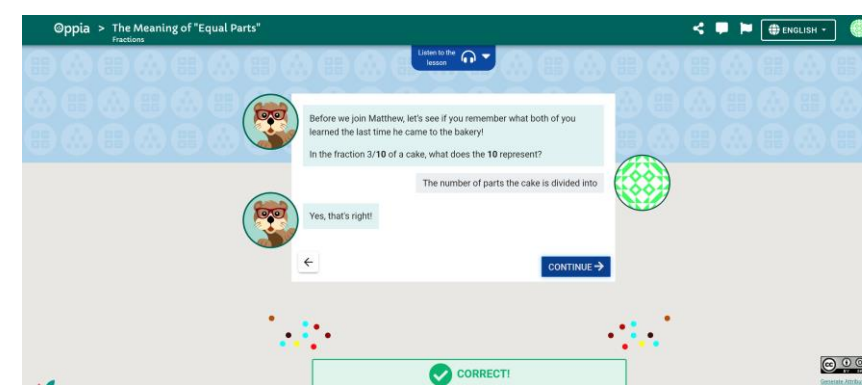 Oppia > The Meaning of "Equal Parts"
Fractions
ENGLISH
Listen to the
lesson
Before we join Matthew, let's see if you remember what both of you
learned the last time he came to the bakery!
In the fraction 3/10 of a cake, what does the 10 represent?
The number of parts the cake is divided into
Yes, that's right!
CONTINUE
CORRECT!